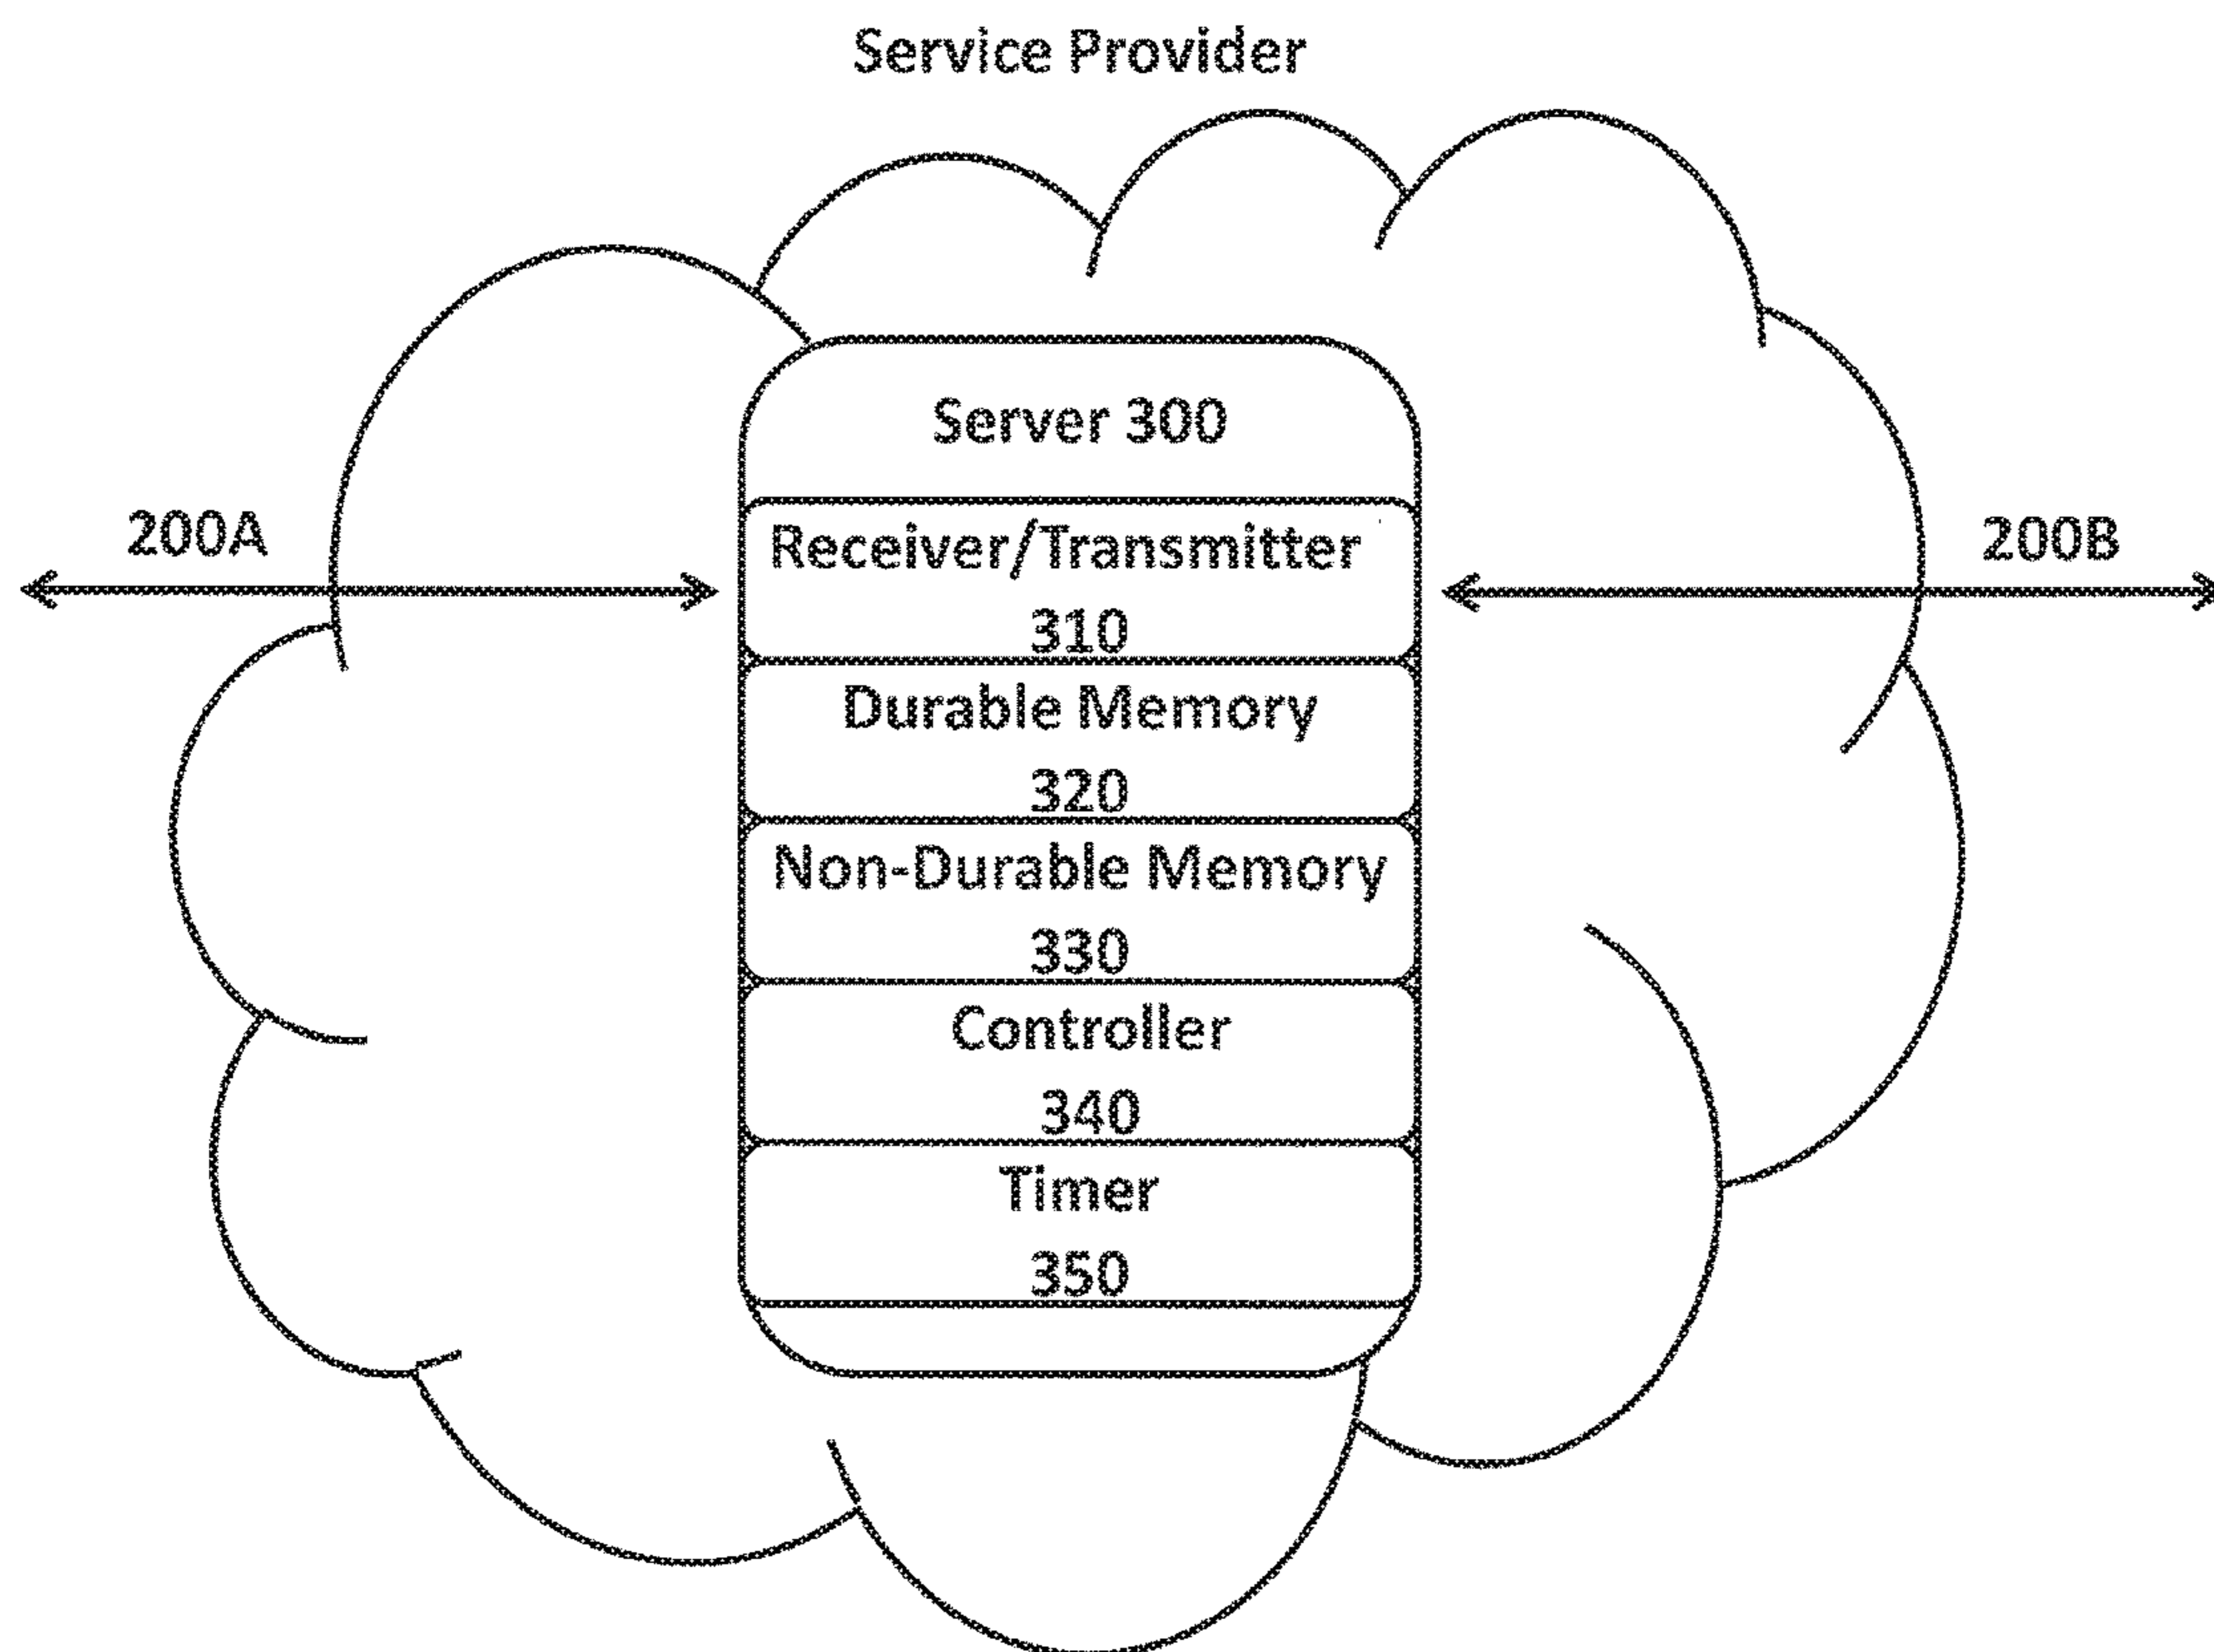 Service Provider
Server 300
200A
Receiver/Transmitter
310
200B
Durable Memory
320
Non-Durable Memory
330
Controller
340
Timer
350